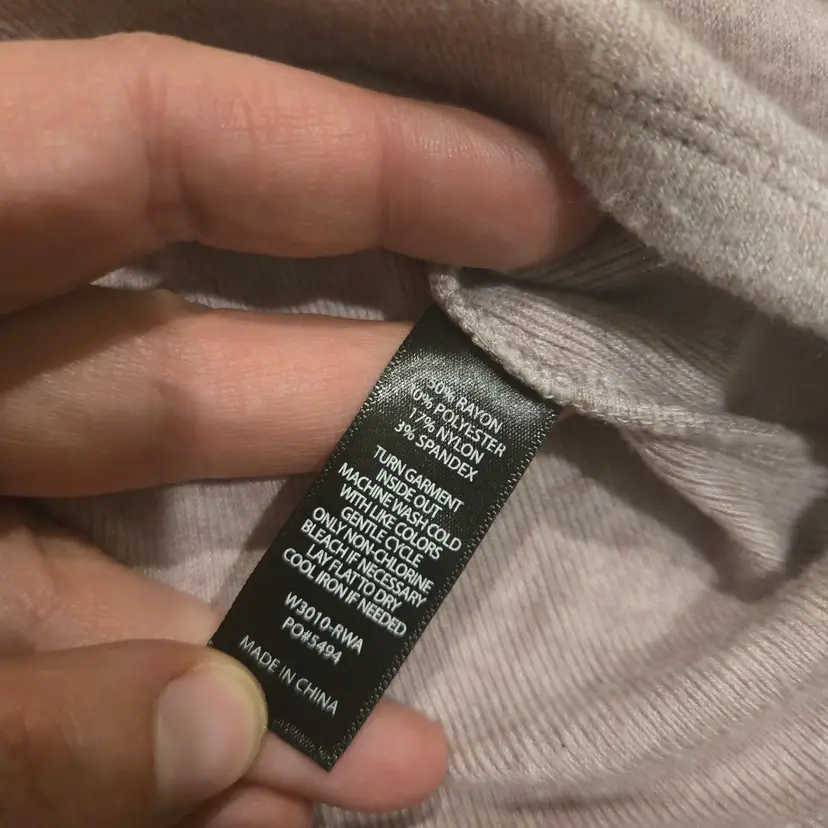 50% RAYON
POLYESTER
17% NYLON
3% SPANDEX
TURN GARMENT
INSIDE OUT
MACHINE WASH COLD
WITH LIKE COLORS
GENTLE CYCLE
ONLY NON-CHLORINE
BLEACH IF NECESSARY
LAY FLAT TO DRY
COOL IRON IF NEEDED
W3010-RWA
PO#5494
MADE IN CHINA